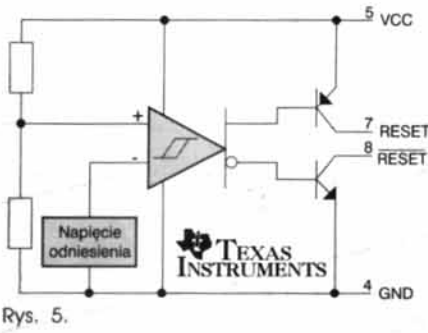 5 VCC
+
7 RESET
-
8 RESET
Napięcie
odniesienia
TEXAS
INSTRUMENTS
4 GND
Rys. 5.